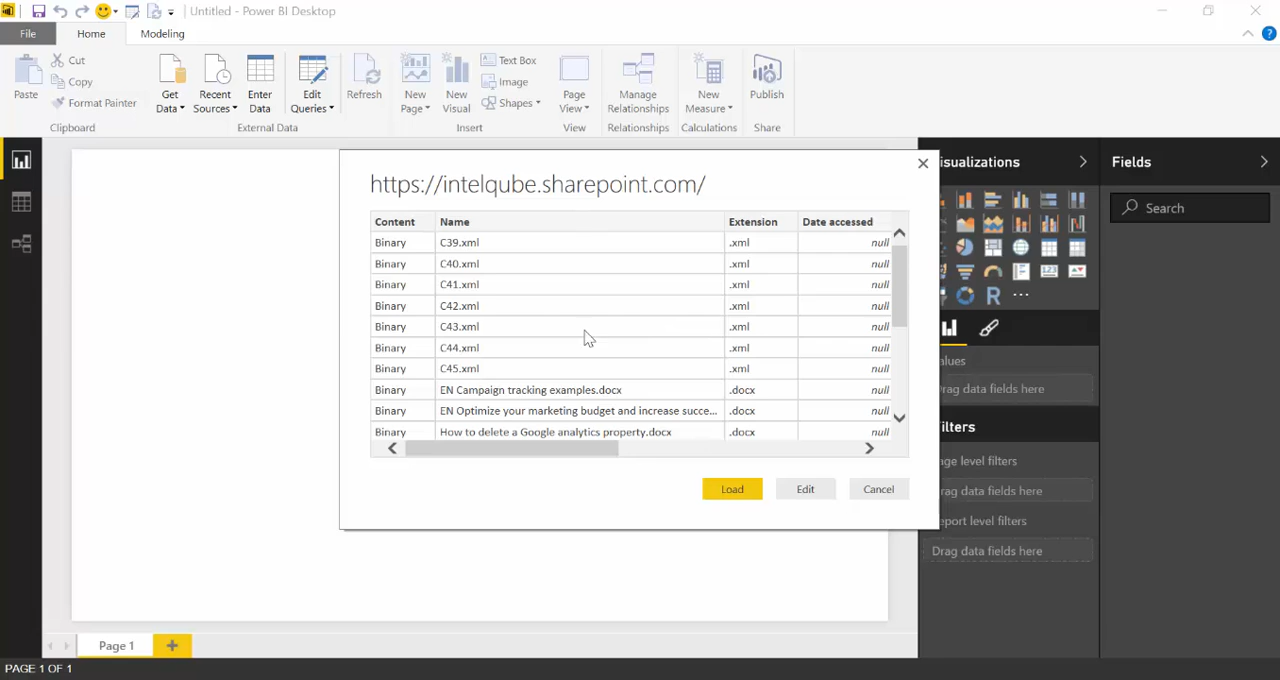 Untitled - Power BI Desktop
File Home Modeling
Cut
Copy
Format Painter
Paste
Clipboard
Get Data
Recent Sources
Enter Data
Edit Queries
External Data
Refresh
New Page
New Visual
Text Box
Image
Shapes
Insert
Page View
View
Manage Relationships
Relationships
New Measure
Calculations
Publish
Share
https://intelqube.sharepoint.com/
Content Name Extension Date accessed
Binary C39.xml .xml null
Binary C40.xml .xml null
Binary C41.xml .xml null
Binary C42.xml .xml null
Binary C43.xml .xml null
Binary C44.xml .xml null
Binary C45.xml .xml null
Binary EN Campaign tracking examples.docx .docx null
Binary EN Optimize your marketing budget and increase succe... .docx null
Binary How to delete a Google analytics property.docx .docx null
Load Edit Cancel
isualizations
R
123
alues
Drag data fields here
ilters
age level filters
rag data fields here
eport level filters
Drag data fields here
Fields
Search
Page 1
PAGE 1 OF 1